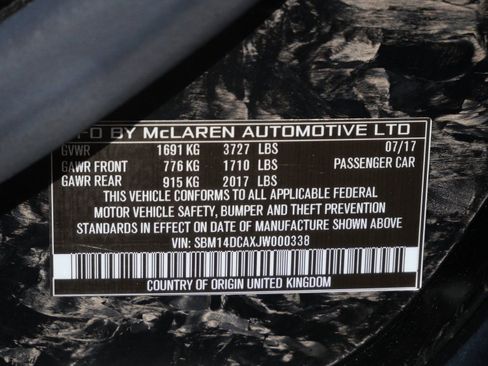 BY McLAREN AUTOMOTIVE LTD
GVWR 1691 KG 3727 LBS 07/17
GAWR FRONT 776 KG 1710 LBS PASSENGER CAR
GAWR REAR 915 KG 2017 LBS
THIS VEHICLE CONFORMS TO ALL APPLICABLE FEDERAL
MOTOR VEHICLE SAFETY, BUMPER AND THEFT PREVENTION
STANDARDS IN EFFECT ON DATE OF MANUFACTURE SHOWN ABOVE
VIN: SBM14DCAXJW000338
COUNTRY OF ORIGIN UNITED KINGDOM